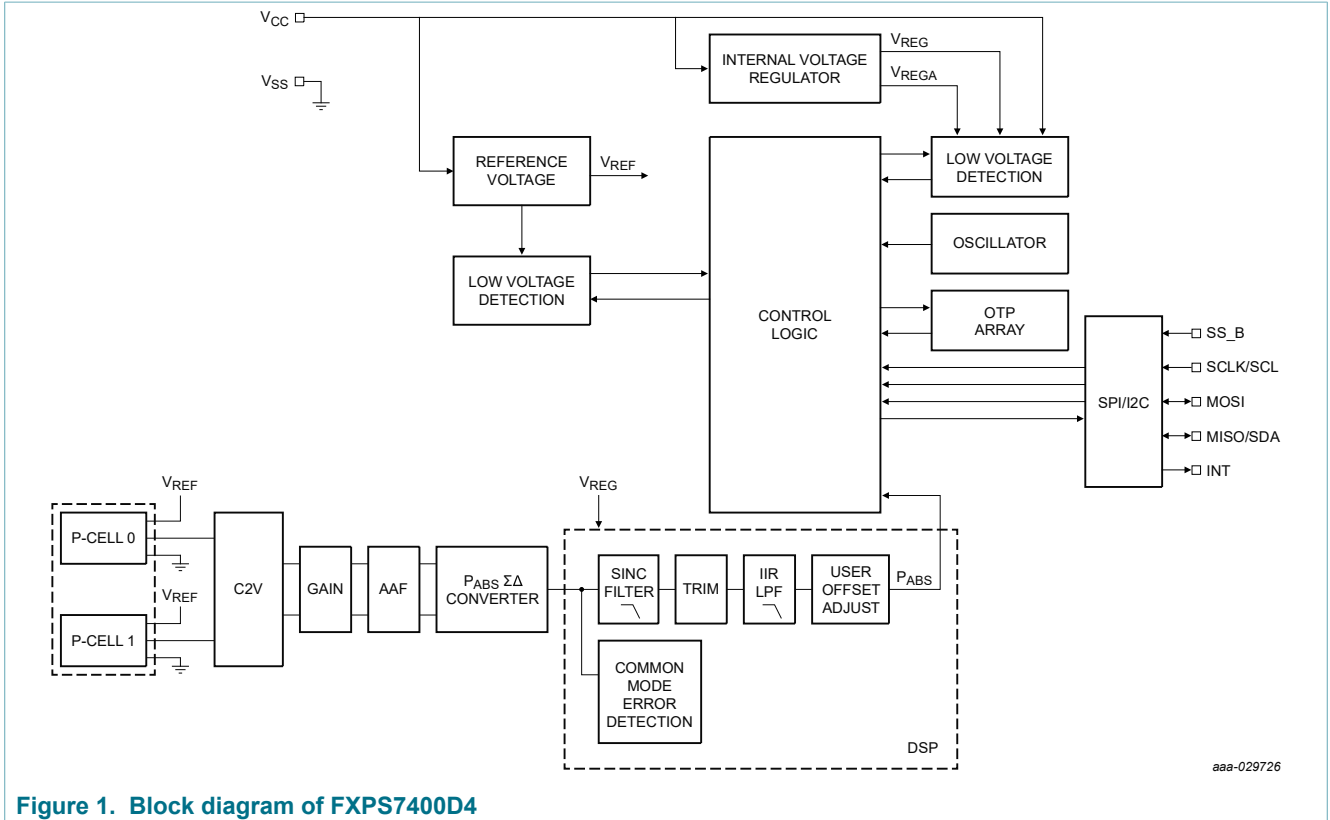 VCC
VSS
INTERNAL VOLTAGE
REGULATOR
VREG
VREGA
REFERENCE
VOLTAGE
VREF
LOW VOLTAGE
DETECTION
CONTROL
LOGIC
LOW VOLTAGE
DETECTION
OSCILLATOR
OTP
ARRAY
SPI/I2C
SS_B
SCLK/SCL
MOSI
MISO/SDA
INT
VREF
P-CELL 0
VREF
P-CELL 1
C2V
GAIN
AAF
PABS ΣΔ
CONVERTER
VREG
SINC
FILTER
TRIM
IIR
LPF
USER
OFFSET
ADJUST
PABS
COMMON
MODE
ERROR
DETECTION
DSP
aaa-029726
Figure 1. Block diagram of FXPS7400D4